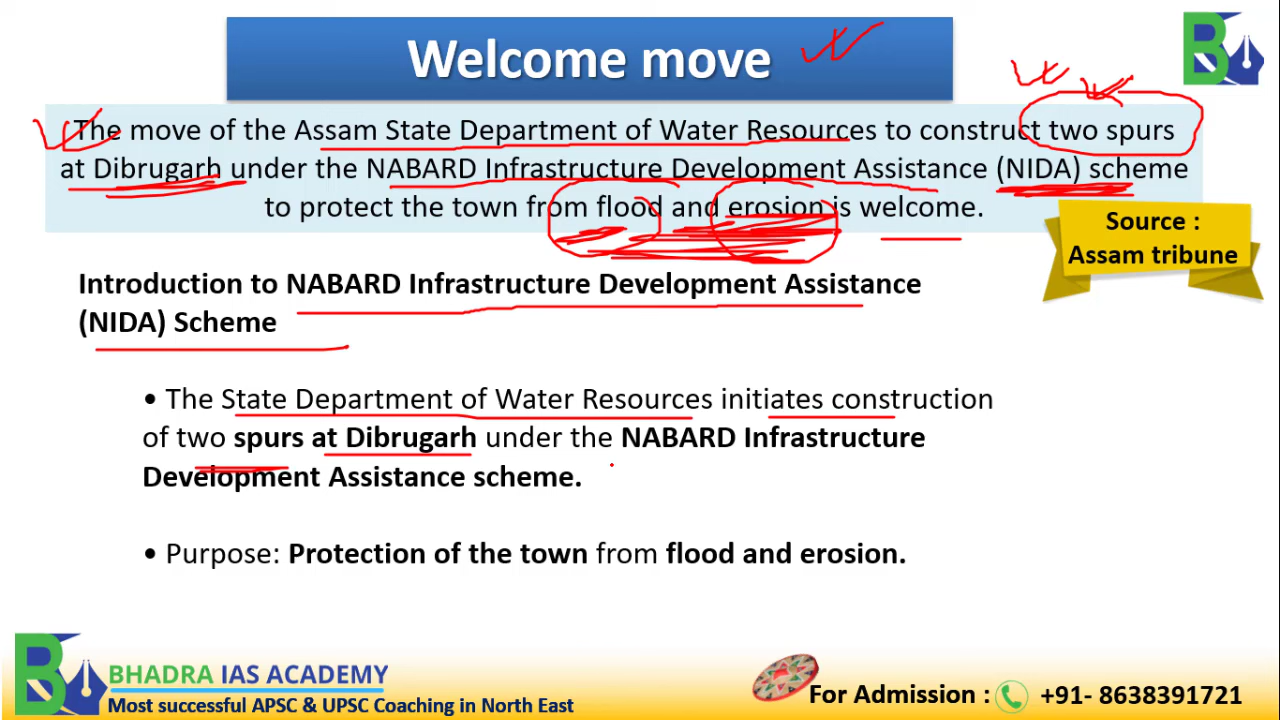 Welcome move
The move of the Assam State Department of Water Resources to construct two spurs
at Dibrugarh under the NABARD Infrastructure Development Assistance (NIDA) scheme
to protect the town from flood and erosion is welcome.
Source :
Assam tribune
Introduction to NABARD Infrastructure Development Assistance
(NIDA) Scheme
• The State Department of Water Resources initiates construction
of two spurs at Dibrugarh under the NABARD Infrastructure
Development Assistance scheme.
• Purpose: Protection of the town from flood and erosion.
BHADRA IAS ACADEMY
Most successful APSC & UPSC Coaching in North East
For Admission : +91- 8638391721